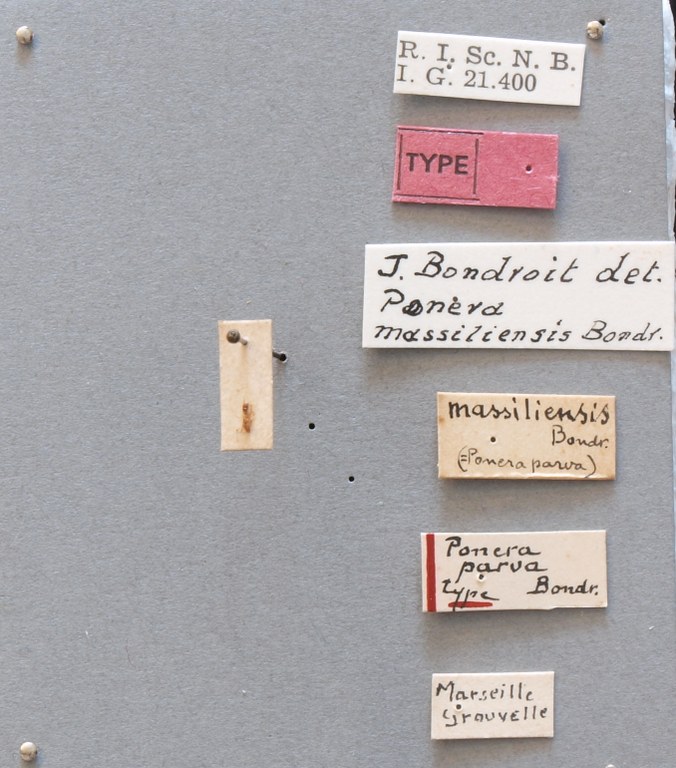 R. I. Sc. N. B.
I. G. 21.400
TYPE
J. Bondroit det.
Ponera
massiliensis Bondr.
massiliensis
Bondr.
(=Ponera parva)
Ponera
parva
type Bondr.
Marseille
Grouvelle